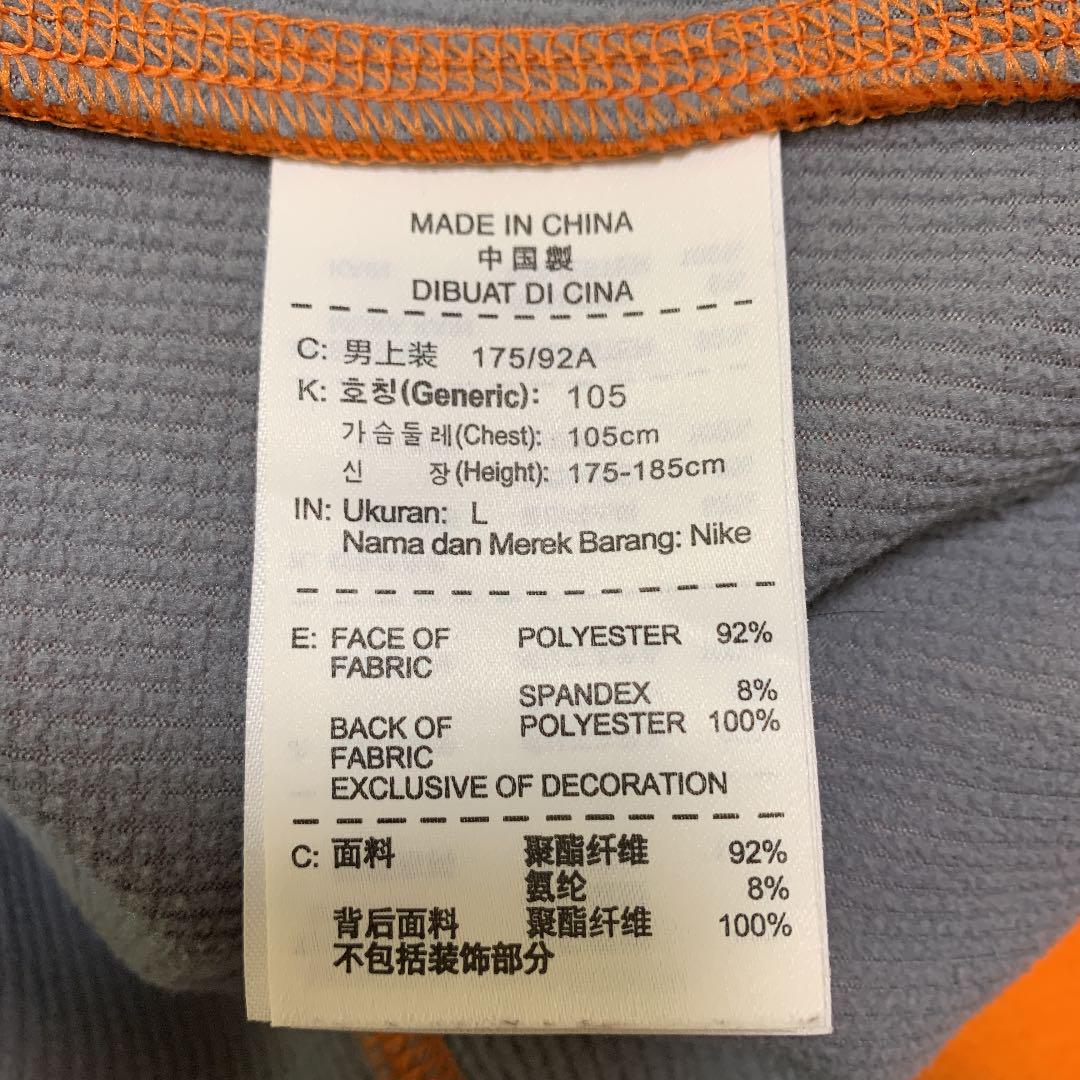 MADE IN CHINA
中国製
DIBUAT DI CINA
C: 男上装 175/92A
K: 호칭(Generic): 105
가슴둘레(Chest): 105cm
신 장(Height): 175-185cm
IN: Ukuran: L
Nama dan Merek Barang: Nike
E: FACE OF POLYESTER 92%
FABRIC
SPANDEX 8%
BACK OF POLYESTER 100%
FABRIC
EXCLUSIVE OF DECORATION
C: 面料 聚酯纤维 92%
氨纶 8%
背后面料 聚酯纤维 100%
不包括装饰部分